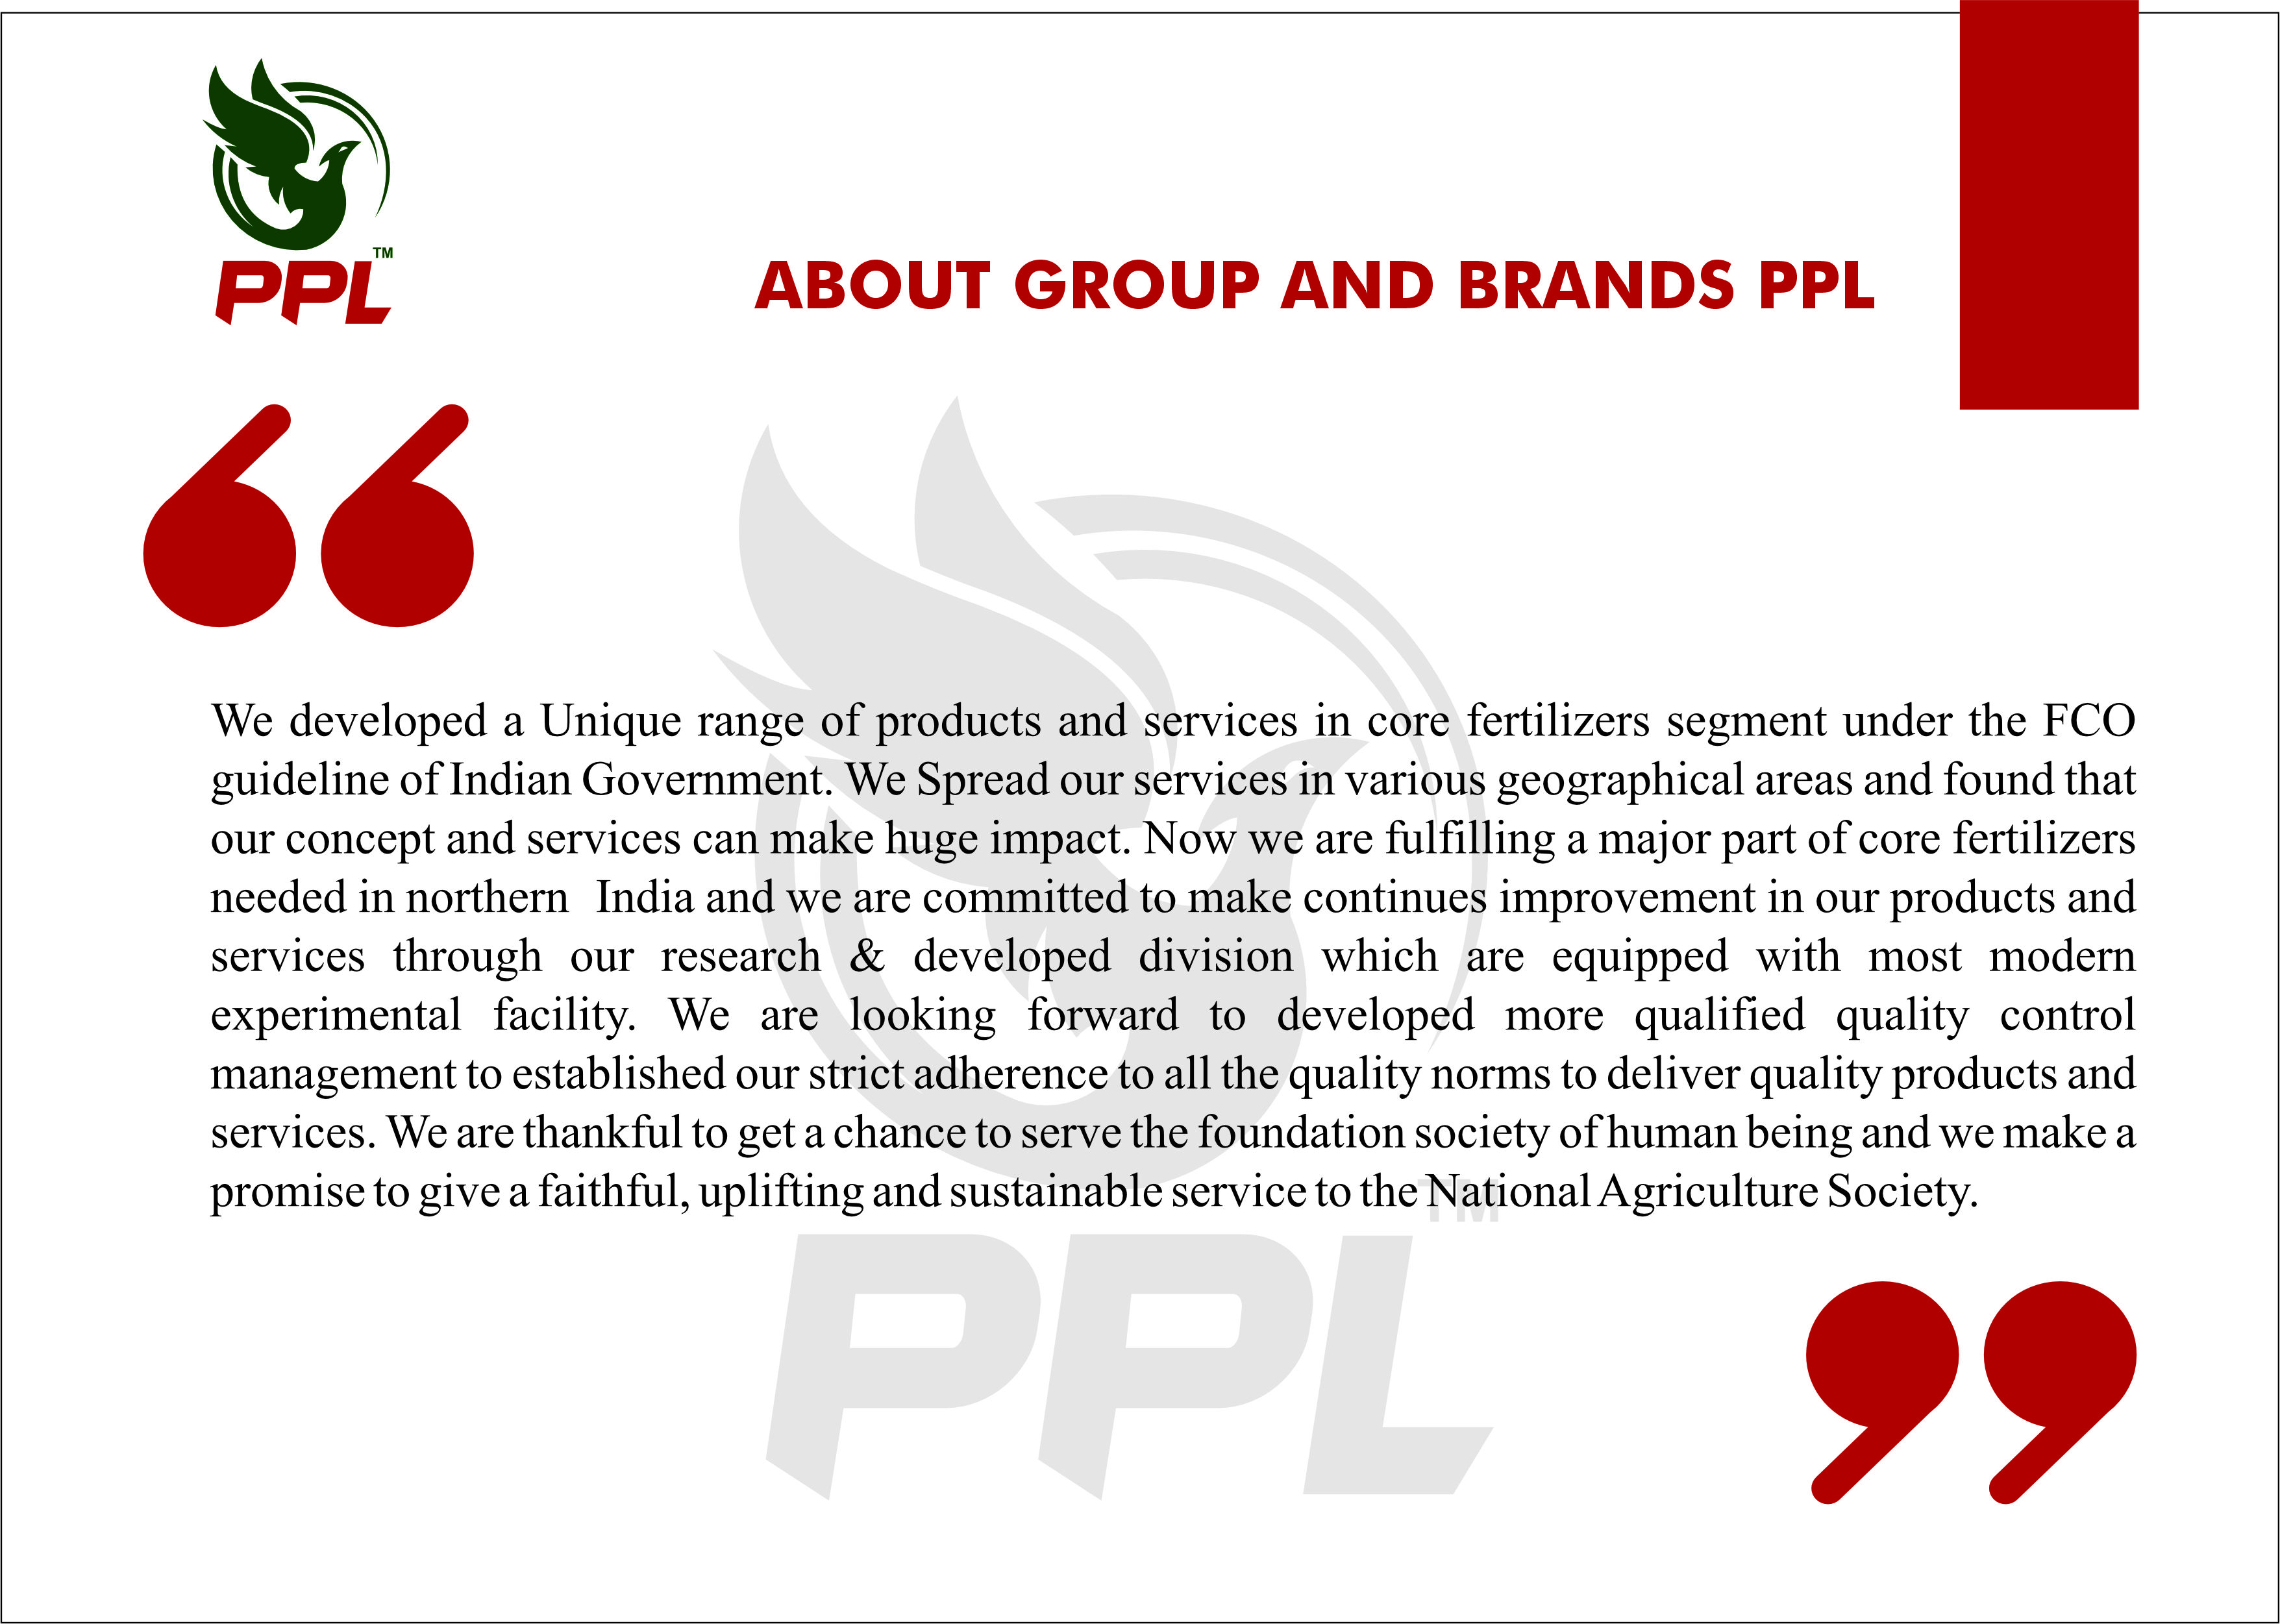 TM
PPL
ABOUT GROUP AND BRANDS PPL
We developed a Unique range of products and services in core fertilizers segment under the FCO
guideline of Indian Government. We Spread our services in various geographical areas and found that
our concept and services can make huge impact. Now we are fulfilling a major part of core fertilizers
needed in northern India and we are committed to make continues improvement in our products and
services through our research & developed division which are equipped with most modern
experimental facility. We are looking forward to developed more qualified quality control
management to established our strict adherence to all the quality norms to deliver quality products and
services. We are thankful to get a chance to serve the foundation society of human being and we make a
promise to give a faithful, uplifting and sustainable service to the National Agriculture Society.
TM
PPL